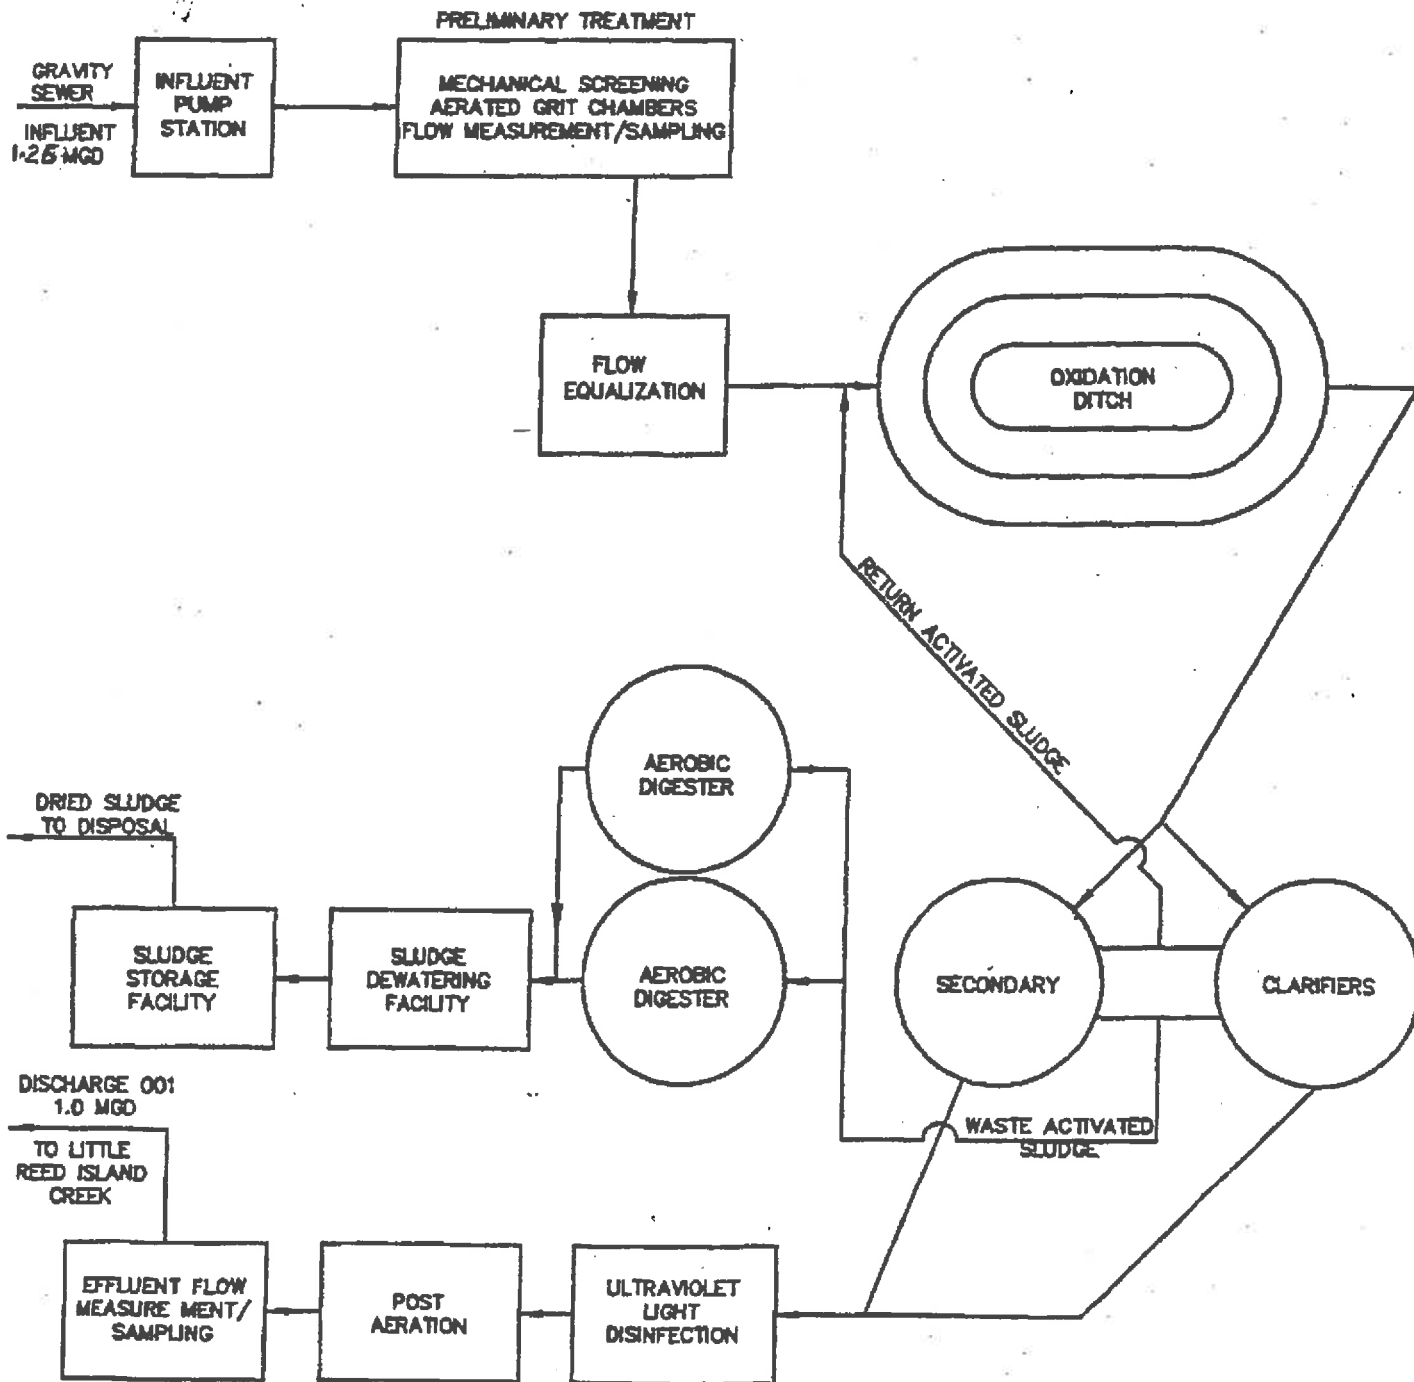 PRELIMINARY TREATMENT
GRAVITY
SEWER
INFLUENT
1.25 MGD
INFLUENT
PUMP
STATION
MECHANICAL SCREENING
AERATED GRIT CHAMBERS
FLOW MEASUREMENT/SAMPLING
FLOW
EQUALIZATION
OXIDATION
DITCH
RETURN ACTIVATED SLUDGE
AEROBIC
DIGESTER
DRIED SLUDGE
TO DISPOSAL
SLUDGE
STORAGE
FACILITY
SLUDGE
DEWATERING
FACILITY
AEROBIC
DIGESTER
SECONDARY
CLARIFIERS
DISCHARGE 001
1.0 MGD
TO LITTLE
REED ISLAND
CREEK
WASTE ACTIVATED
SLUDGE
EFFLUENT FLOW
MEASURE MENT/
SAMPLING
POST
AERATION
ULTRAVIOLET
LIGHT
DISINFECTION